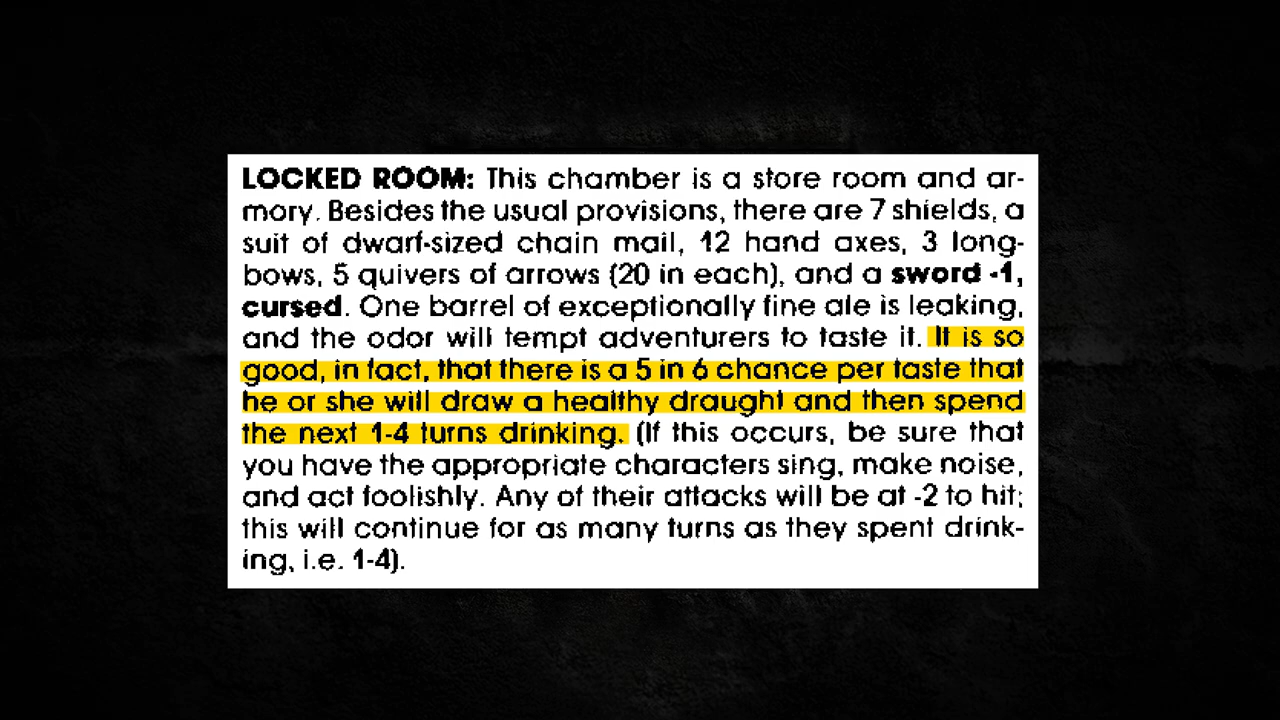 LOCKED ROOM: This chamber is a store room and ar-
mory. Besides the usual provisions, there are 7 shields, a
suit of dwarf-sized chain mail, 12 hand axes, 3 long-
bows, 5 quivers of arrows (20 in each), and a sword -1,
cursed. One barrel of exceptionally fine ale is leaking,
and the odor will tempt adventurers to taste it. It is so
good, in fact, that there is a 5 in 6 chance per taste that
he or she will draw a healthy draught and then spend
the next 1-4 turns drinking. (If this occurs, be sure that
you have the appropriate characters sing, make noise,
and act foolishly. Any of their attacks will be at -2 to hit;
this will continue for as many turns as they spent drink-
ing, i.e. 1-4).